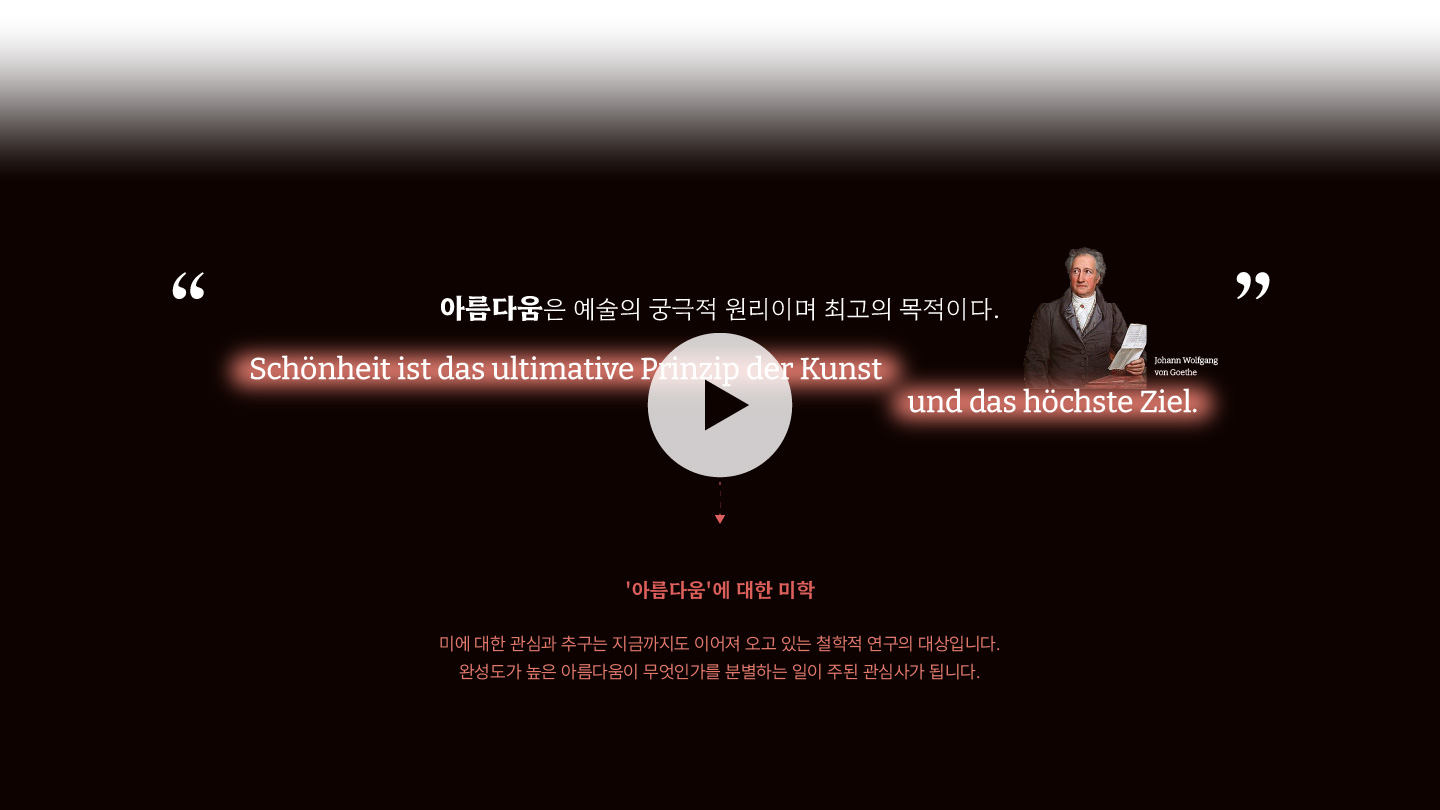 “ ”
아름다움은 예술의 궁극적 원리이며 최고의 목적이다.
Schönheit ist das ultimative Prinzip der Kunst
und das höchste Ziel.
Johann Wolfgang
von Goethe
'아름다움'에 대한 미학
미에 대한 관심과 추구는 지금까지도 이어져 오고 있는 철학적 연구의 대상입니다.
완성도가 높은 아름다움이 무엇인가를 분별하는 일이 주된 관심사가 됩니다.